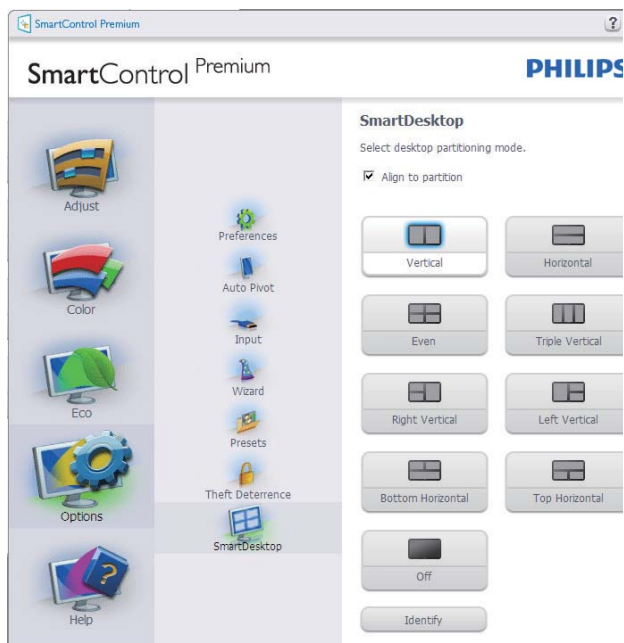 SmartControl Premium
?
SmartControl Premium
PHILIPS
Adjust
Color
Eco
Options
?
Help
Preferences
Auto Pivot
Input
Wizard
Presets
Theft Deterrence
SmartDesktop
SmartDesktop
Select desktop partitioning mode.
Align to partition
Vertical
Horizontal
Even
Triple Vertical
Right Vertical
Left Vertical
Bottom Horizontal
Top Horizontal
Off
Identify